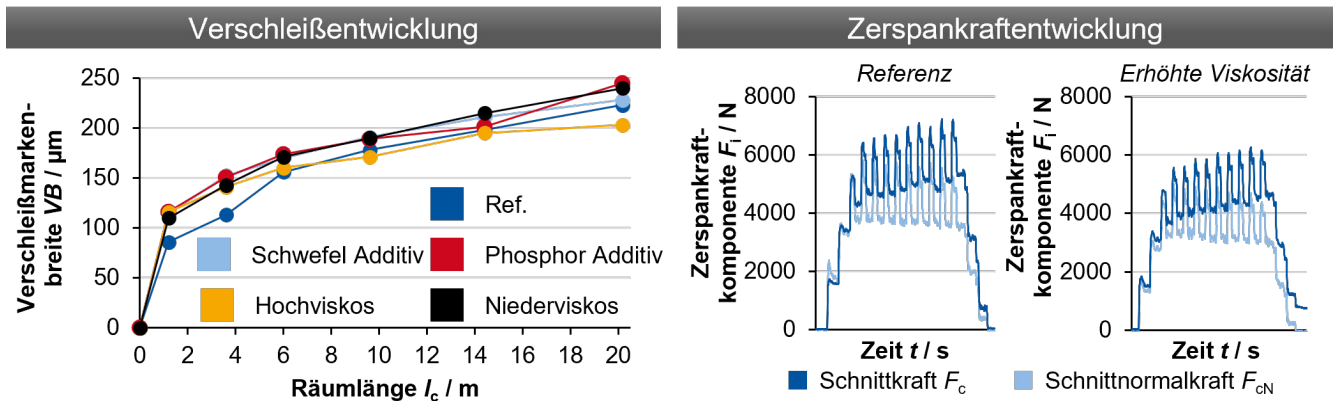 Verschleißentwicklung
Verschleißmarken-
breite VB / µm
250
200
150
100
50
0
0
2
4
6
8
10
12
14
16
18
20
Räumlänge lc / m
Ref.
Schwefel Additiv
Phosphor Additiv
Hochviskos
Niederviskos
Zerspankraftentwicklung
Referenz
Zerspankraft-
komponente Fi / N
8000
6000
4000
2000
0
Zeit t / s
Erhöhte Viskosität
Zerspankraft-
komponente Fi / N
8000
6000
4000
2000
0
Zeit t / s
Schnittkraft Fc
Schnittnormalkraft FcN